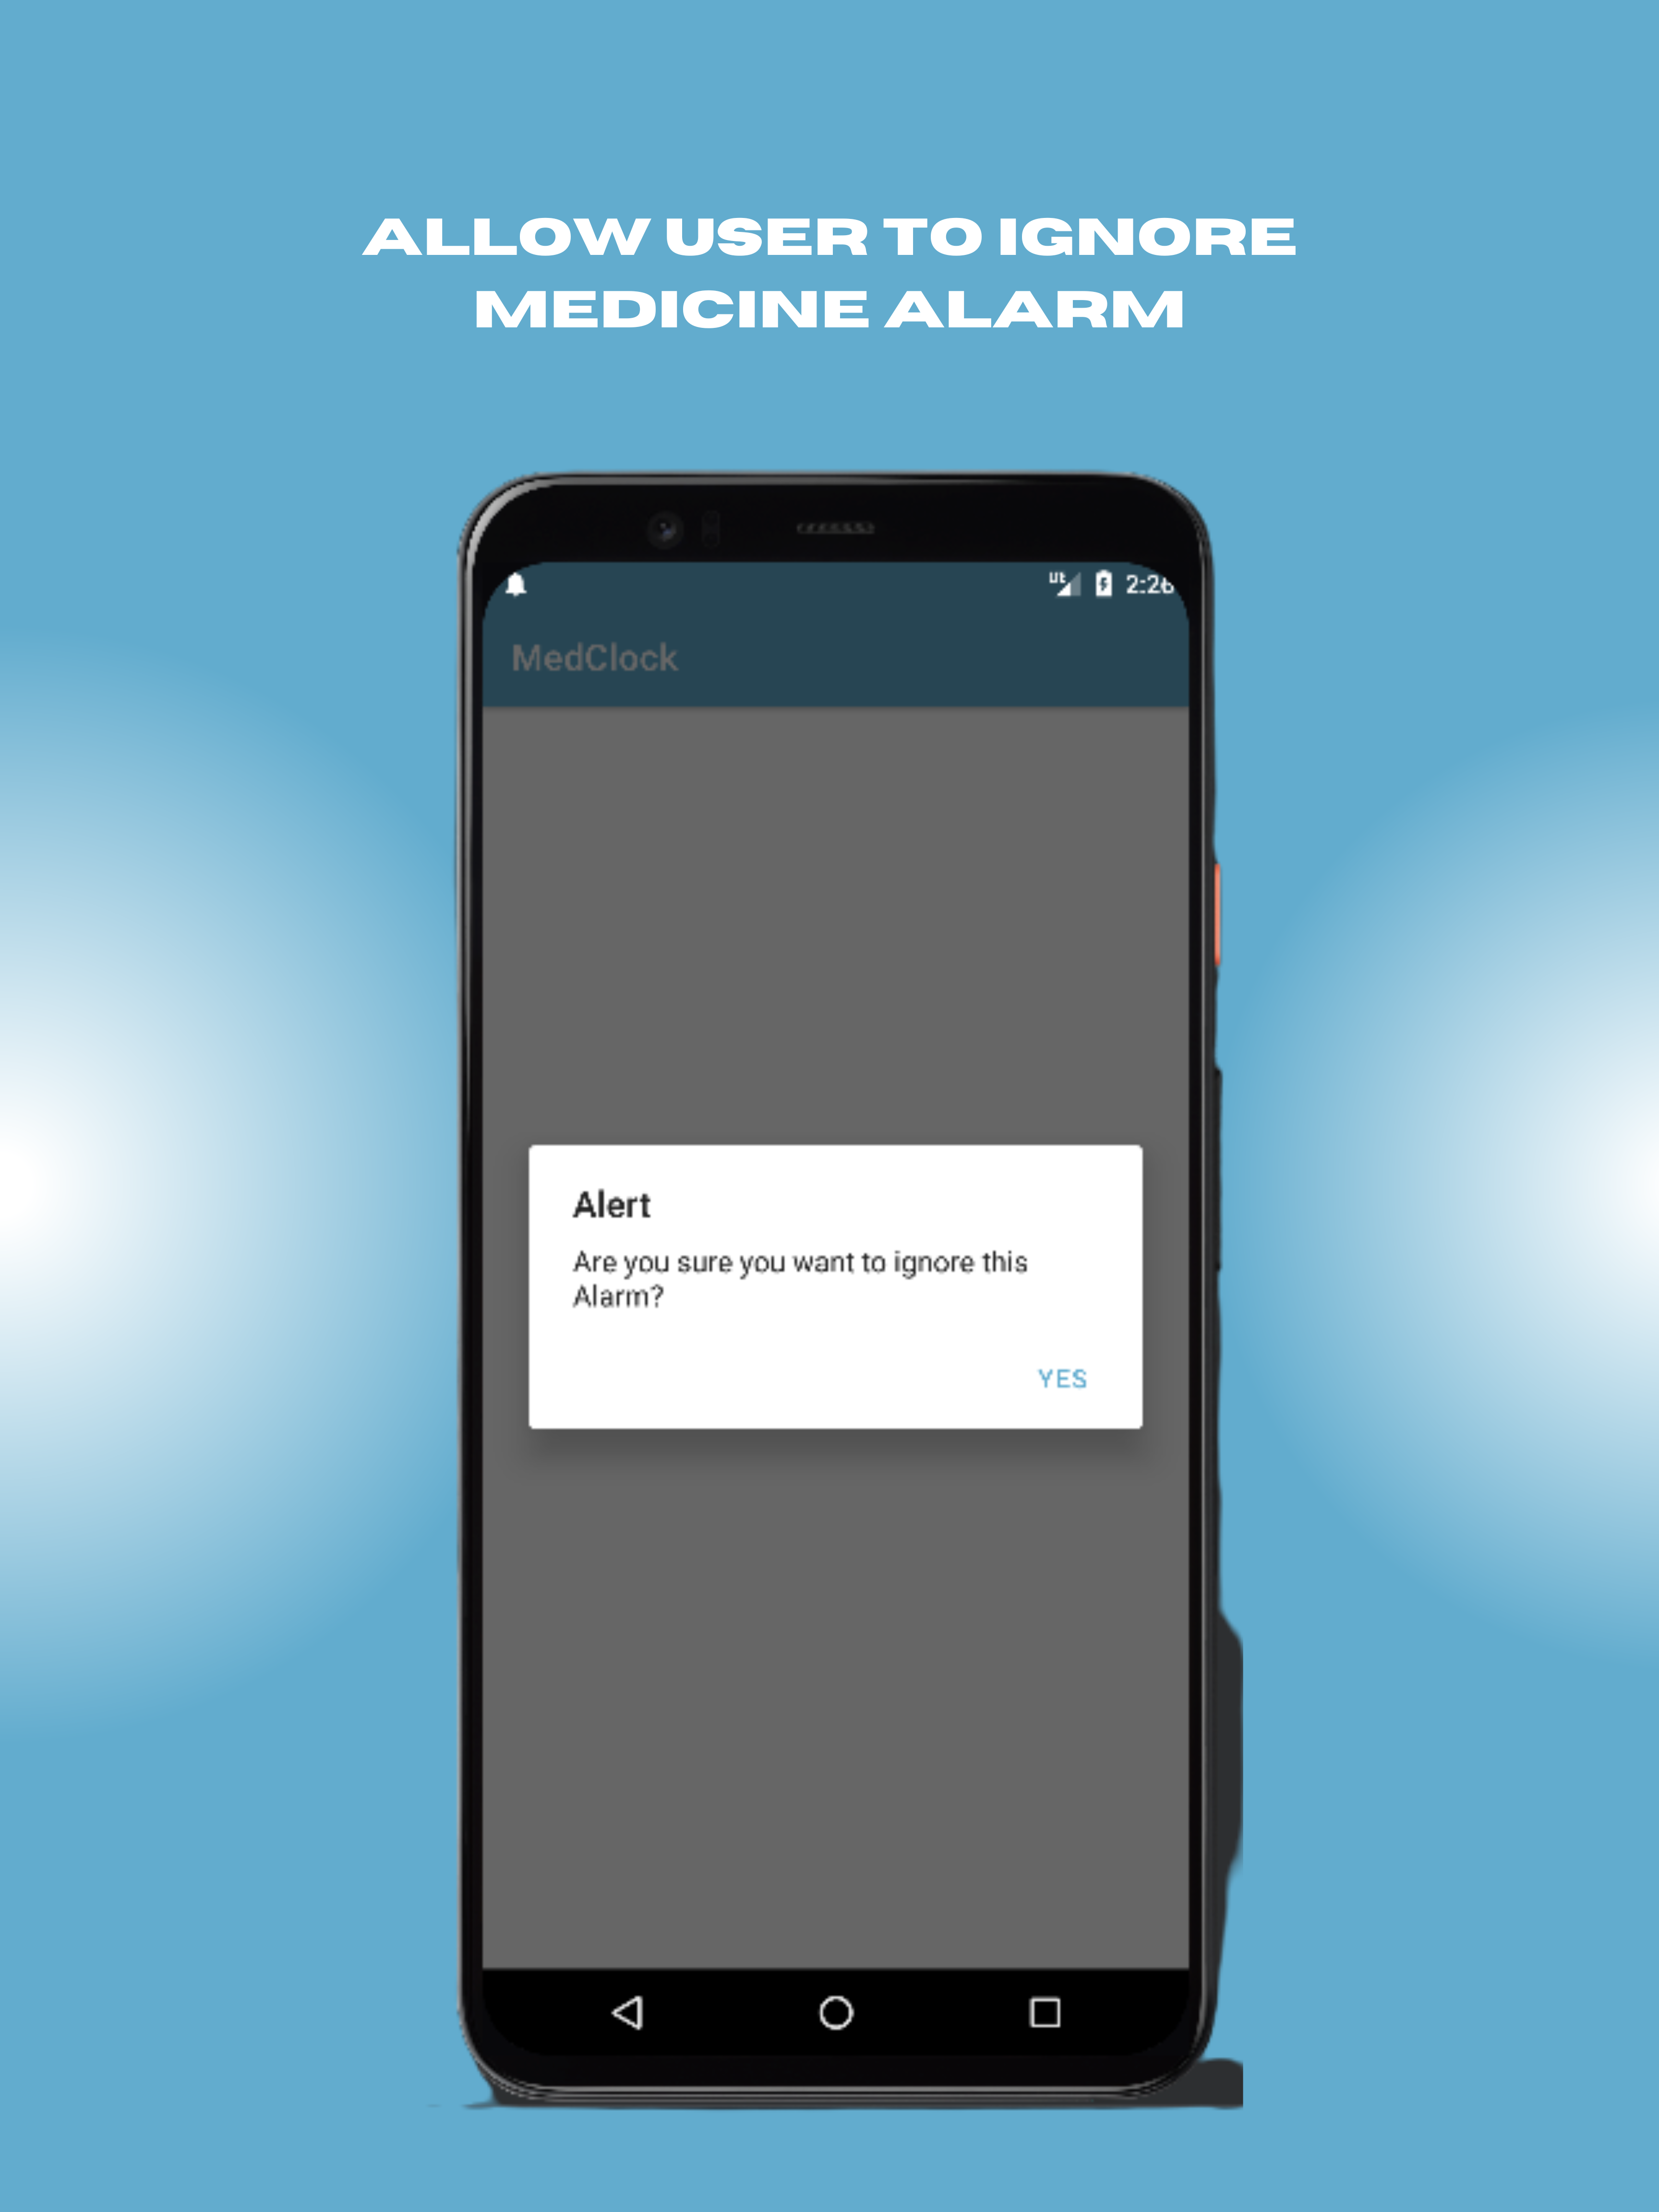 ALLOW USER TO IGNORE
MEDICINE ALARM
LTE 2:26
MedClock
Alert
Are you sure you want to ignore this
Alarm?
YES